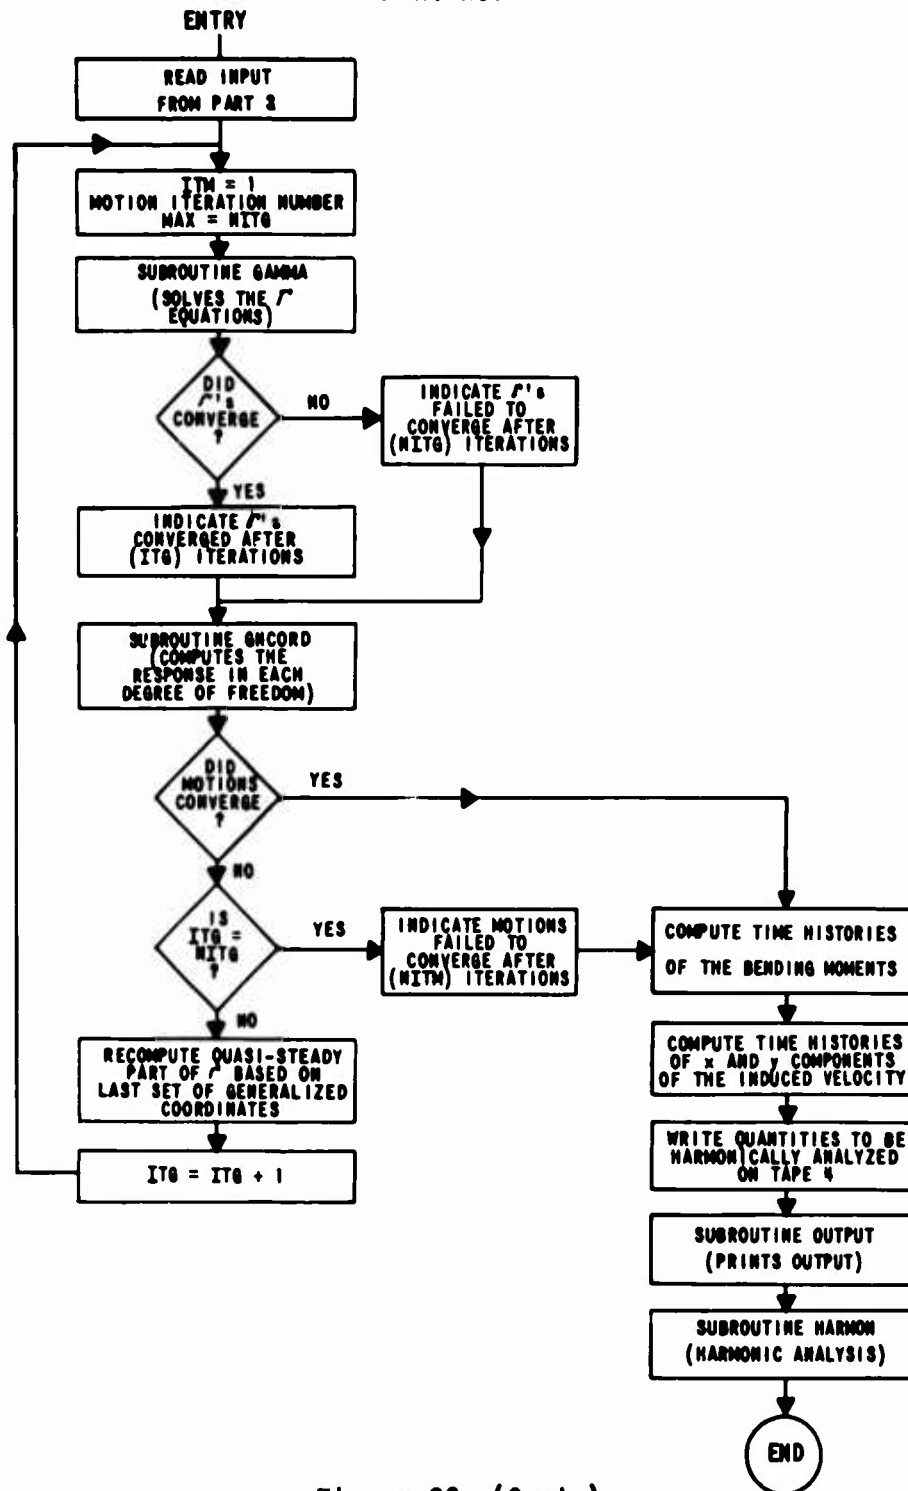 ENTRY
READ INPUT
FROM PART 2
ITM = 1
MOTION ITERATION NUMBER
MAX = NITG
SUBROUTINE GAMMA
(SOLVES THE Γ
EQUATIONS)
DID
Γ's
CONVERGE
?
NO
INDICATE Γ's
FAILED TO
CONVERGE AFTER
(NITG) ITERATIONS
YES
INDICATE Γ's
CONVERGED AFTER
(ITG) ITERATIONS
SUBROUTINE GNCORD
(COMPUTES THE
RESPONSE IN EACH
DEGREE OF FREEDOM)
DID
MOTIONS
CONVERGE
?
YES
NO
IS
ITG =
NITG
?
YES
INDICATE MOTIONS
FAILED TO
CONVERGE AFTER
(NITM) ITERATIONS
NO
RECOMPUTE QUASI-STEADY
PART OF Γ BASED ON
LAST SET OF GENERALIZED
COORDINATES
ITG = ITG + 1
COMPUTE TIME HISTORIES
OF THE BENDING MOMENTS
COMPUTE TIME HISTORIES
OF x AND y COMPONENTS
OF THE INDUCED VELOCITY
WRITE QUANTITIES TO BE
HARMONICALLY ANALYZED
ON TAPE 4
SUBROUTINE OUTPUT
(PRINTS OUTPUT)
SUBROUTINE HARMON
(HARMONIC ANALYSIS)
END